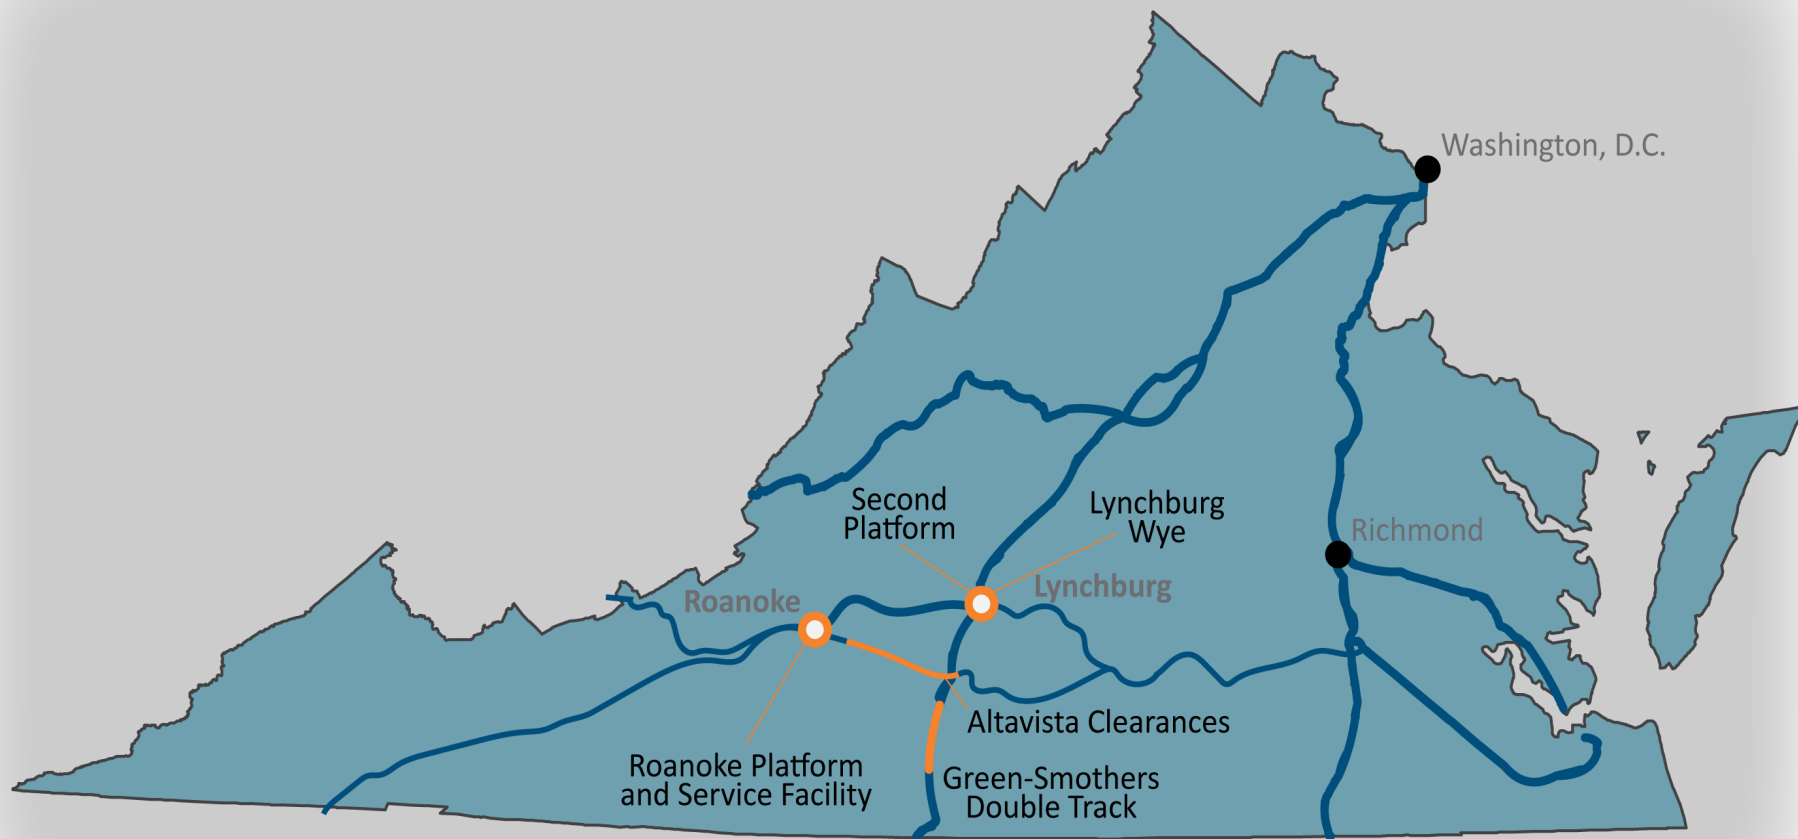 Washington, D.C.
Second
Platform
Lynchburg
Wye
Richmond
Roanoke
Lynchburg
Altavista Clearances
Roanoke Platform
and Service Facility
Green-Smothers
Double Track